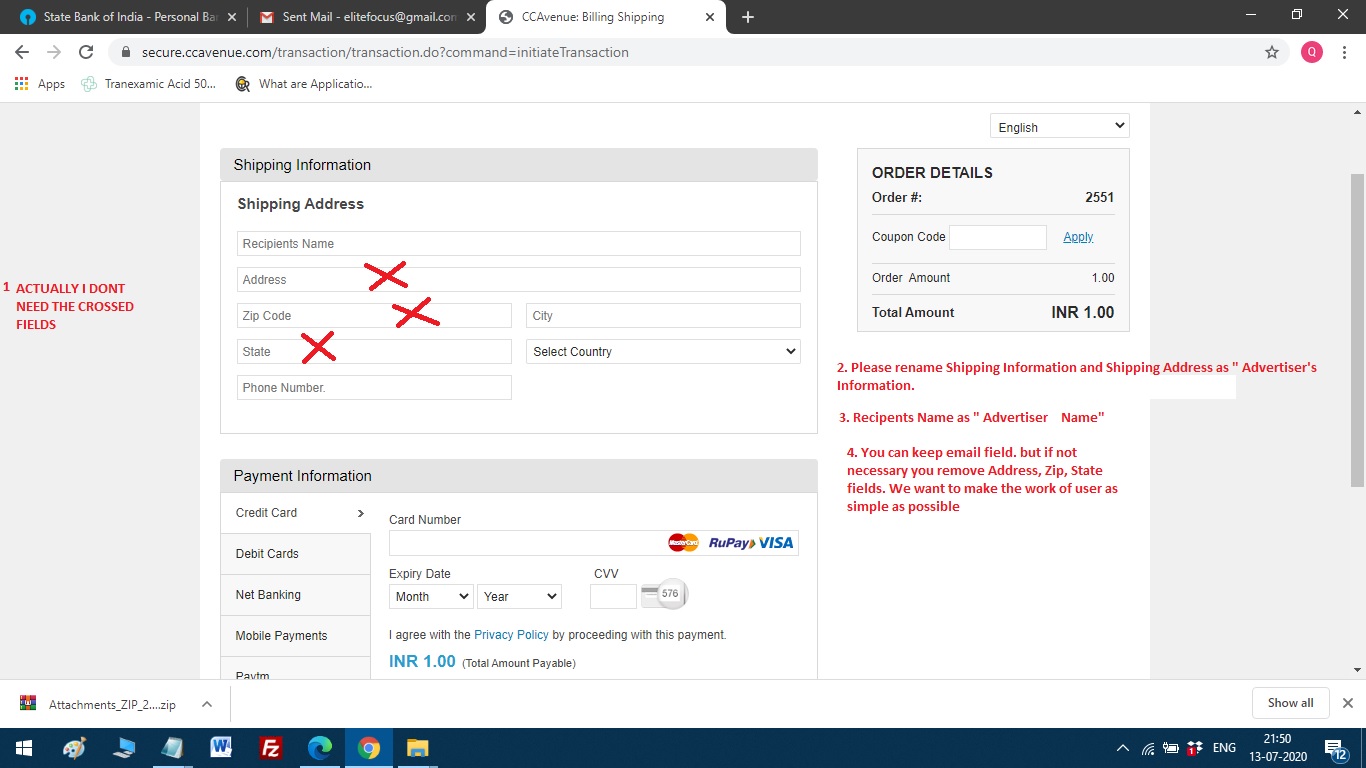 State Bank of India - Personal Ba
Sent Mail - elitefocus@gmail.com
CCAvenue: Billing Shipping
secure.ccavenue.com/transaction/transaction.do?command=initiateTransaction
Q
Apps
Tranexamic Acid 50...
What are Applicatio...
English
Shipping Information
Shipping Address
Recipients Name
Address
Zip Code
City
State
Select Country
Phone Number.
1 ACTUALLY I DONT
NEED THE CROSSED
FIELDS
ORDER DETAILS
Order #: 2551
Coupon Code Apply
Order Amount 1.00
Total Amount INR 1.00
2. Please rename Shipping Information and Shipping Address as " Advertiser's
Information.
3. Recipents Name as " Advertiser Name"
4. You can keep email field. but if not
necessary you remove Address, Zip, State
fields. We want to make the work of user as
simple as possible
Payment Information
Credit Card
Debit Cards
Net Banking
Mobile Payments
Paytm
Card Number
MasterCard RuPay VISA
Expiry Date CVV
Month Year 576
I agree with the Privacy Policy by proceeding with this payment.
INR 1.00 (Total Amount Payable)
Attachments_ZIP_2....zip
Show all
W
FZ
1
ENG
21:50
13-07-2020
12